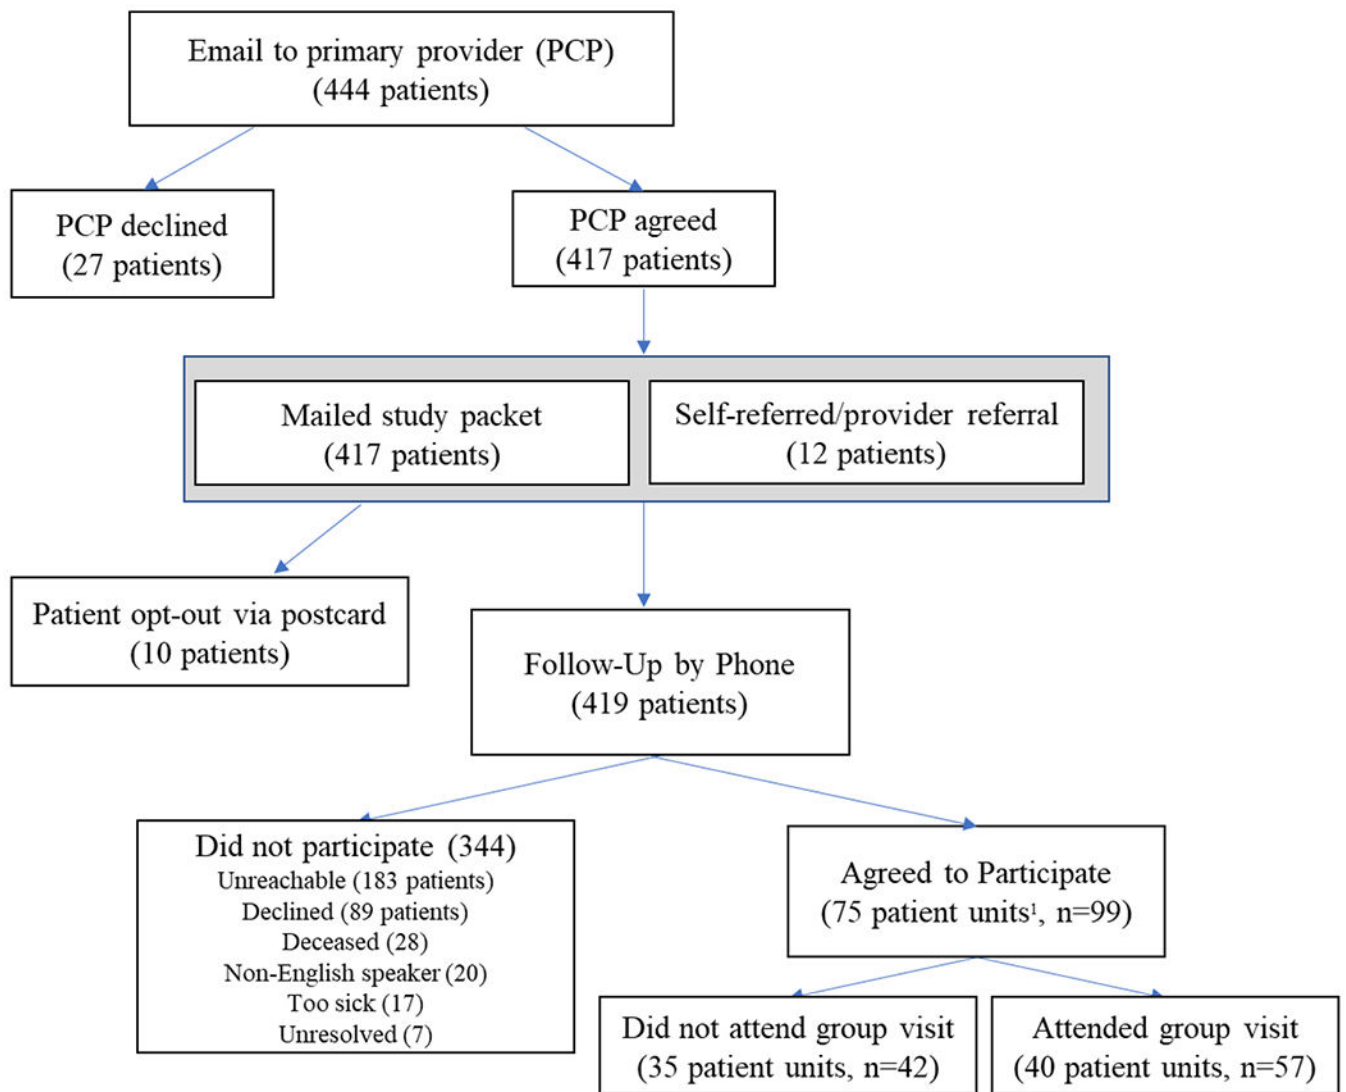 Email to primary provider (PCP)
(444 patients)
PCP declined
(27 patients)
PCP agreed
(417 patients)
Mailed study packet
(417 patients)
Self-referred/provider referral
(12 patients)
Patient opt-out via postcard
(10 patients)
Follow-Up by Phone
(419 patients)
Did not participate (344)
Unreachable (183 patients)
Declined (89 patients)
Deceased (28)
Non-English speaker (20)
Too sick (17)
Unresolved (7)
Agreed to Participate
(75 patient units¹, n=99)
Did not attend group visit
(35 patient units, n=42)
Attended group visit
(40 patient units, n=57)